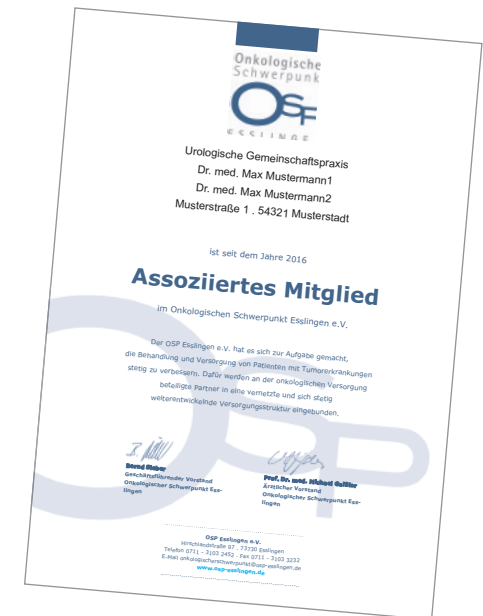 Onkologische
Schwerpunk
OSF
ESSLINGE
Urologische Gemeinschaftspraxis
Dr. med. Max Mustermann1
Dr. med. Max Mustermann2
Musterstraße 1 . 54321 Musterstadt
ist seit dem Jahre 2016
Assoziiertes Mitglied
im Onkologischen Schwerpunkt Esslingen e.V.
Der OSP Esslingen e.V. hat es sich zur Aufgabe gemacht,
die Behandlung und Versorgung von Patienten mit Tumorerkrankungen
stetig zu verbessern. Dafür werden an der onkologischen Versorgung
beteiligte Partner in eine vernetzte und sich stetig
weiterentwickelnde Versorgungsstruktur eingebunden.
OSP
Bernd Sieber
Geschäftsführender Vorstand
Onkologischer Schwerpunkt Ess-
lingen
Prof. Dr. med. Michael Geißler
Ärztlicher Vorstand
Onkologischer Schwerpunkt Ess-
lingen
OSP Esslingen e.V.
Hirschlandstraße 97 . 73730 Esslingen
Telefon 0711 - 3103 2452 . Fax 0711 - 3103 3232
E-Mail onkologischerschwerpunkt@osp-esslingen.de
www.osp-esslingen.de